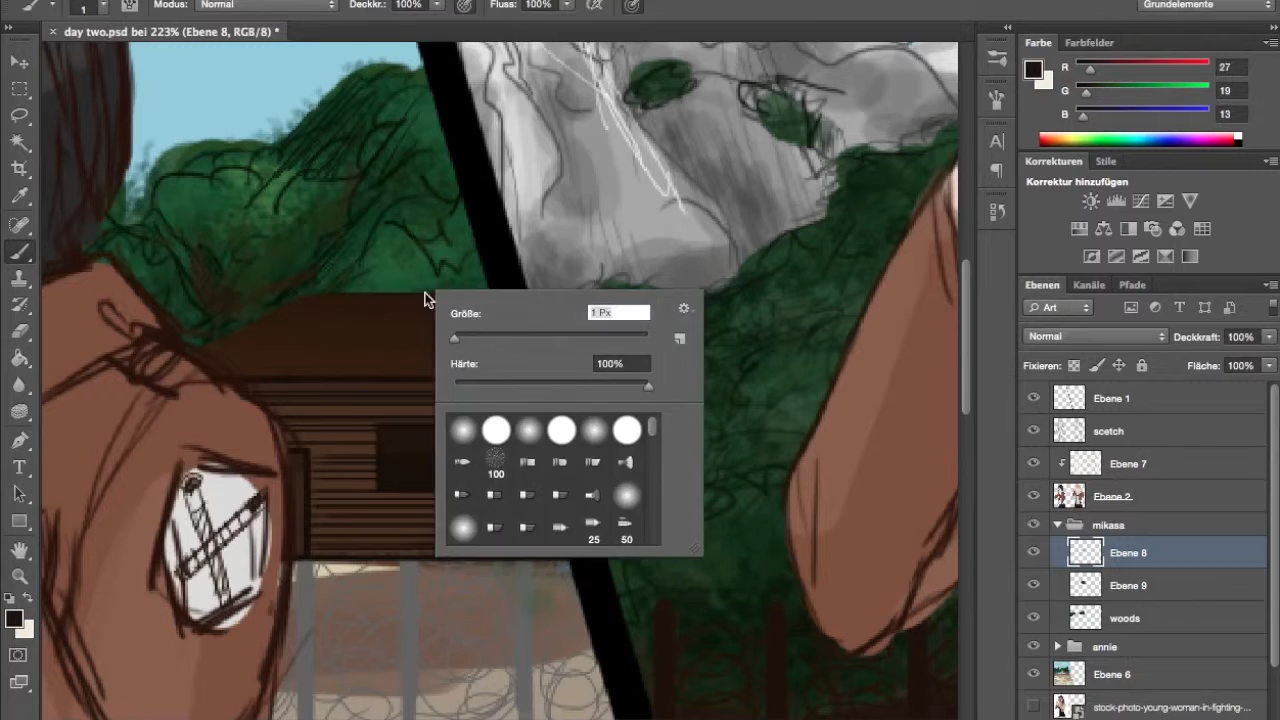 1 Modus: Normal Deckkr.: 100% Fluss: 100% Grundelemente
day two.psd bei 223% (Ebene 8, RGB/8) *
Farbe Farbfelder
R 27
G 19
B 13
Korrekturen Stile
Korrektur hinzufügen
Ebenen Kanäle Pfade
Art
Normal Deckkraft: 100%
Fixieren: Fläche: 100%
Ebene 1
scetch
Ebene 7
Ebene 2
mikasa
Ebene 8
Ebene 9
woods
annie
Ebene 6
stock-photo-young-woman-in-fighting-...
Größe: 1 Px
Härte: 100%
100
25 50